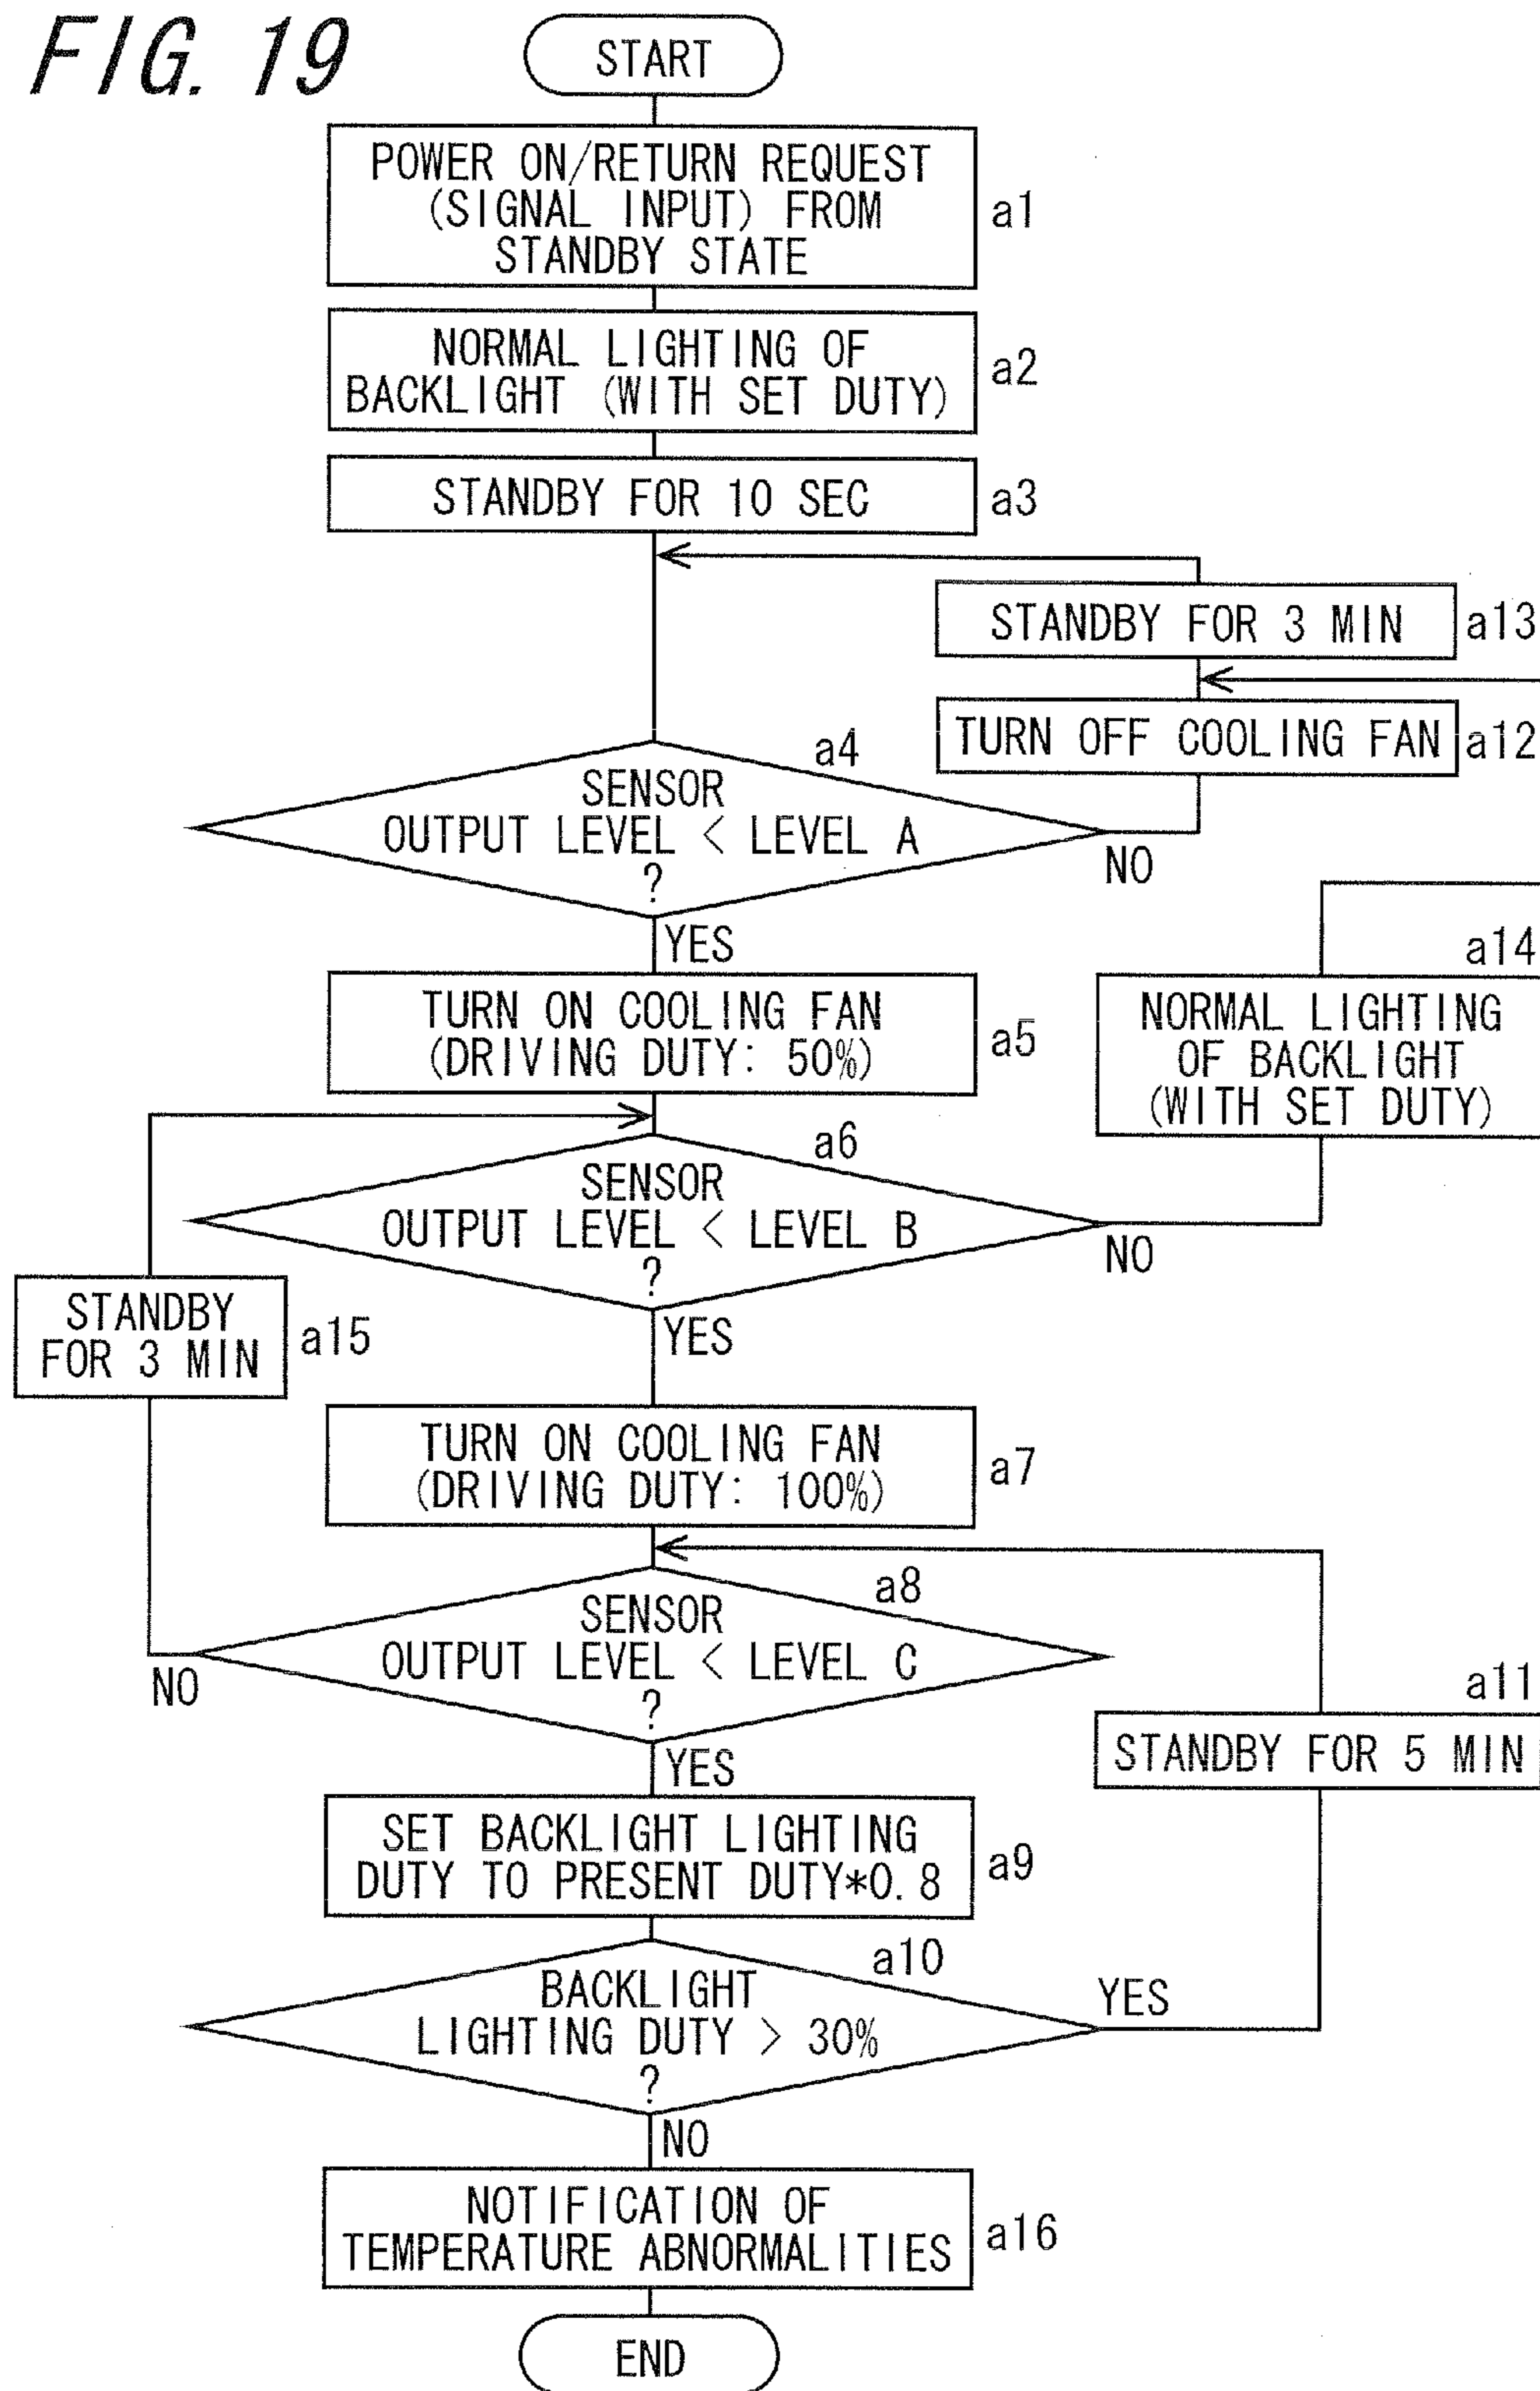 FIG. 19
START
POWER ON/RETURN REQUEST
(SIGNAL INPUT) FROM
STANDBY STATE
a1
NORMAL LIGHTING OF
BACKLIGHT (WITH SET DUTY)
a2
STANDBY FOR 10 SEC
a3
STANDBY FOR 3 MIN
a13
TURN OFF COOLING FAN
a12
a4
SENSOR
OUTPUT LEVEL < LEVEL A
?
NO
YES
TURN ON COOLING FAN
(DRIVING DUTY: 50%)
a5
a14
NORMAL LIGHTING
OF BACKLIGHT
(WITH SET DUTY)
a6
SENSOR
OUTPUT LEVEL < LEVEL B
?
NO
YES
STANDBY
FOR 3 MIN
a15
TURN ON COOLING FAN
(DRIVING DUTY: 100%)
a7
a8
SENSOR
OUTPUT LEVEL < LEVEL C
?
NO
YES
a11
STANDBY FOR 5 MIN
SET BACKLIGHT LIGHTING
DUTY TO PRESENT DUTY*0.8
a9
a10
BACKLIGHT
LIGHTING DUTY > 30%
?
YES
NO
NOTIFICATION OF
TEMPERATURE ABNORMALITIES
a16
END